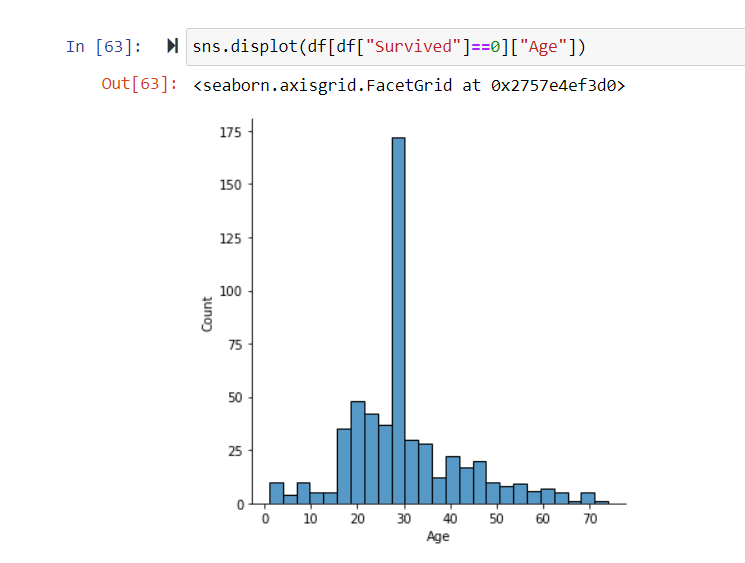 In [63]: sns.displot(df[df["Survived"]==0]["Age"])
Out[63]: <seaborn.axisgrid.FacetGrid at 0x2757e4ef3d0>
175
150
125
100
75
50
25
0
Count
0 10 20 30 40 50 60 70
Age